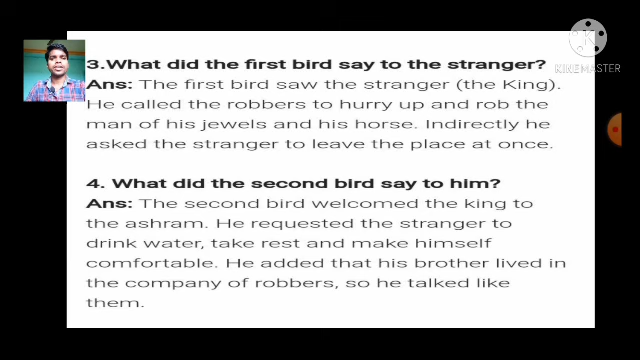 KINEMASTER
3.What did the first bird say to the stranger?
Ans: The first bird saw the stranger (the King).
He called the robbers to hurry up and rob the
man of his jewels and his horse. Indirectly he
asked the stranger to leave the place at once.
4. What did the second bird say to him?
Ans: The second bird welcomed the king to
the ashram. He requested the stranger to
drink water, take rest and make himself
comfortable. He added that his brother lived in
the company of robbers, so he talked like
them.